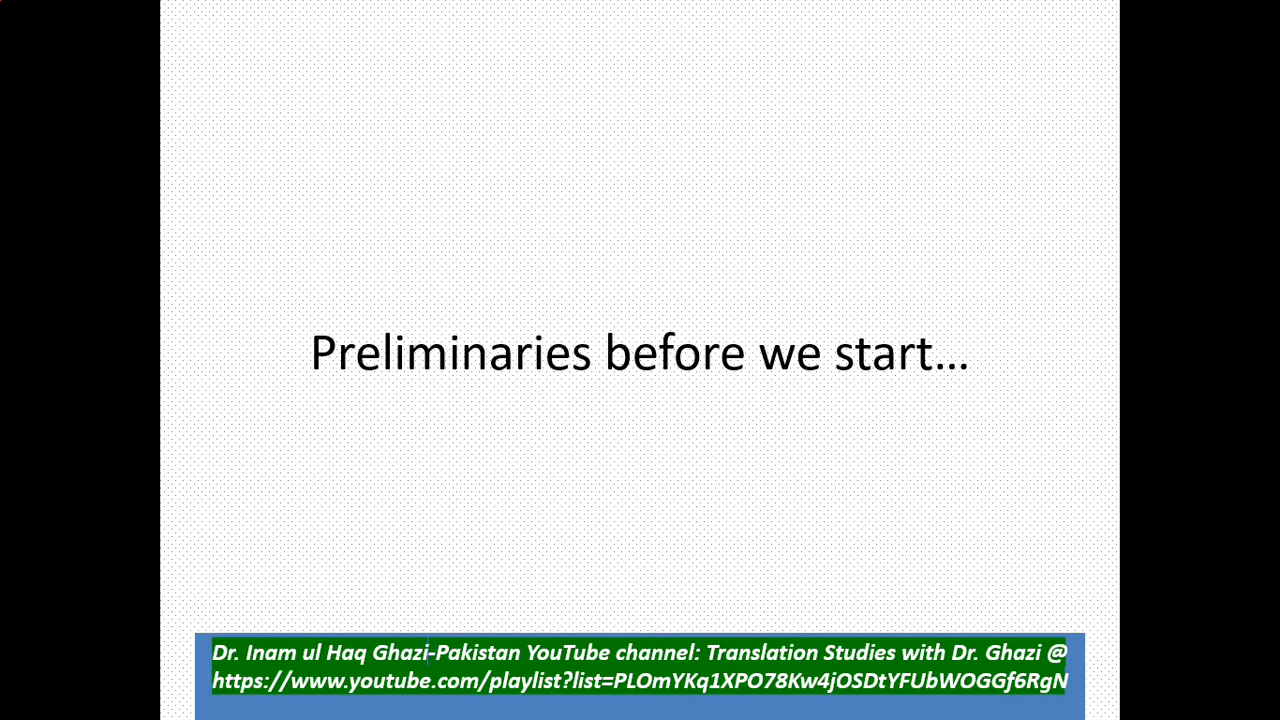 Preliminaries before we start...
Dr. Inam ul Haq Ghazi-Pakistan YouTube channel: Translation Studies with Dr. Ghazi @
https://www.youtube.com/playlist?list=PLOmYKq1XPO78Kw4jOSDtYFUbWOGGf6RgN